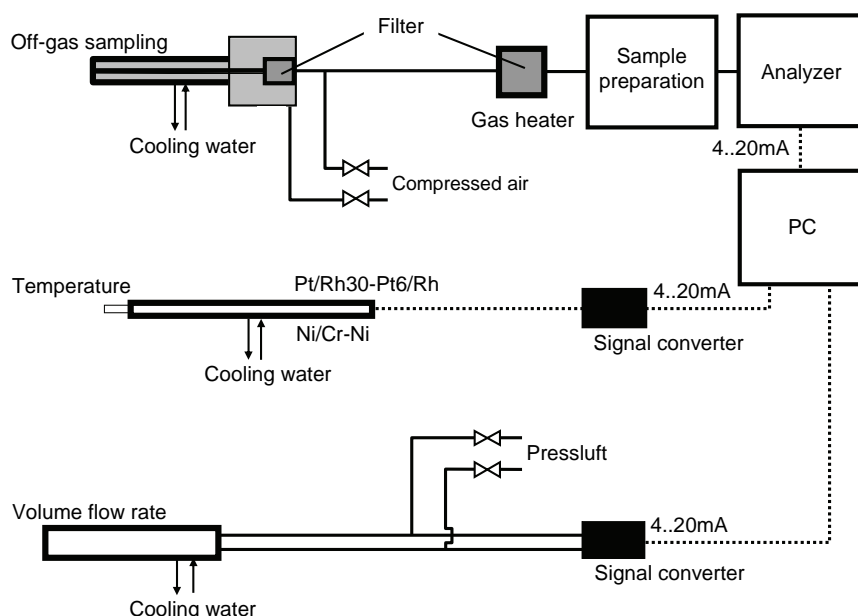 Off-gas sampling
Filter
Sample
preparation
Analyzer
Gas heater
Cooling water
4..20mA
Compressed air
PC
Temperature
Pt/Rh30-Pt6/Rh
4..20mA
Ni/Cr-Ni
Signal converter
Cooling water
Pressluft
Volume flow rate
4..20mA
Signal converter
Cooling water